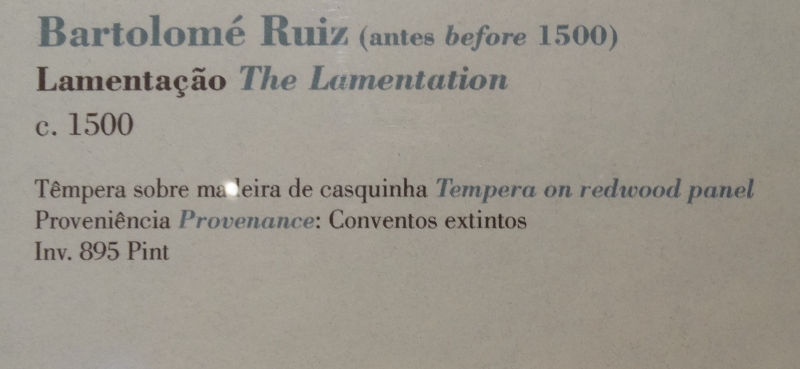 Bartolomé Ruiz (antes before 1500)
Lamentação The Lamentation
c. 1500
Têmpera sobre madeira de casquinha Tempera on redwood panel
Proveniência Provenance: Conventos extintos
Inv. 895 Pint